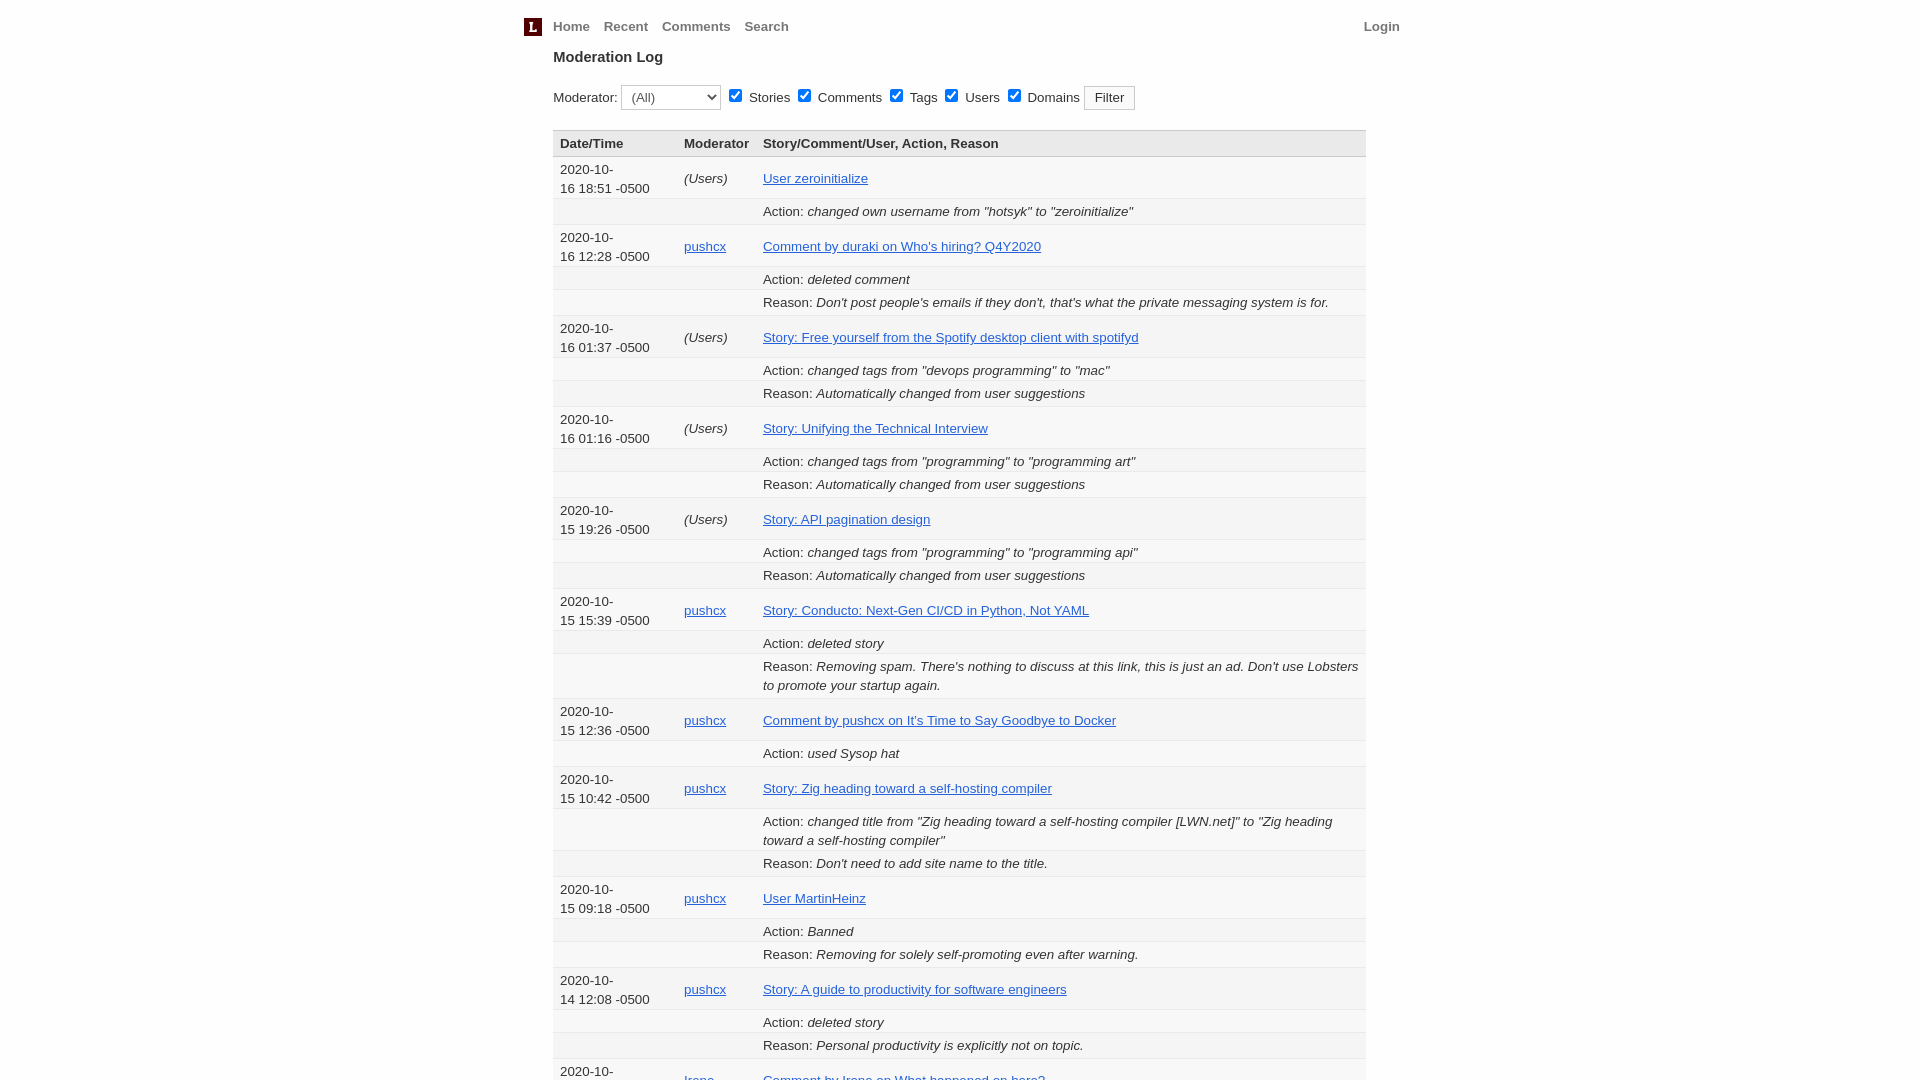 L Home Recent Comments Search Login
Moderation Log
Moderator: (All) Stories Comments Tags Users Domains Filter
Date/Time Moderator Story/Comment/User, Action, Reason
2020-10-
16 18:51 -0500 (Users) User zeroinitialize
Action: changed own username from "hotsyk" to "zeroinitialize"
2020-10-
16 12:28 -0500 pushcx Comment by duraki on Who's hiring? Q4Y2020
Action: deleted comment
Reason: Don't post people's emails if they don't, that's what the private messaging system is for.
2020-10-
16 01:37 -0500 (Users) Story: Free yourself from the Spotify desktop client with spotifyd
Action: changed tags from "devops programming" to "mac"
Reason: Automatically changed from user suggestions
2020-10-
16 01:16 -0500 (Users) Story: Unifying the Technical Interview
Action: changed tags from "programming" to "programming art"
Reason: Automatically changed from user suggestions
2020-10-
15 19:26 -0500 (Users) Story: API pagination design
Action: changed tags from "programming" to "programming api"
Reason: Automatically changed from user suggestions
2020-10-
15 15:39 -0500 pushcx Story: Conducto: Next-Gen CI/CD in Python, Not YAML
Action: deleted story
Reason: Removing spam. There's nothing to discuss at this link, this is just an ad. Don't use Lobsters
to promote your startup again.
2020-10-
15 12:36 -0500 pushcx Comment by pushcx on It's Time to Say Goodbye to Docker
Action: used Sysop hat
2020-10-
15 10:42 -0500 pushcx Story: Zig heading toward a self-hosting compiler
Action: changed title from "Zig heading toward a self-hosting compiler [LWN.net]" to "Zig heading
toward a self-hosting compiler"
Reason: Don't need to add site name to the title.
2020-10-
15 09:18 -0500 pushcx User MartinHeinz
Action: Banned
Reason: Removing for solely self-promoting even after warning.
2020-10-
14 12:08 -0500 pushcx Story: A guide to productivity for software engineers
Action: deleted story
Reason: Personal productivity is explicitly not on topic.
2020-10-
Irene Comment by Irene on What happened on here?